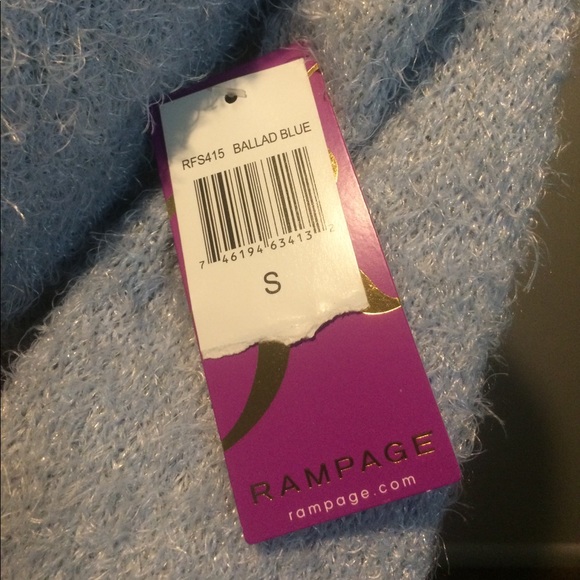 RFS415 BALLAD BLUE
7 46194 63413 2
S
RAMPAGE
rampage.com